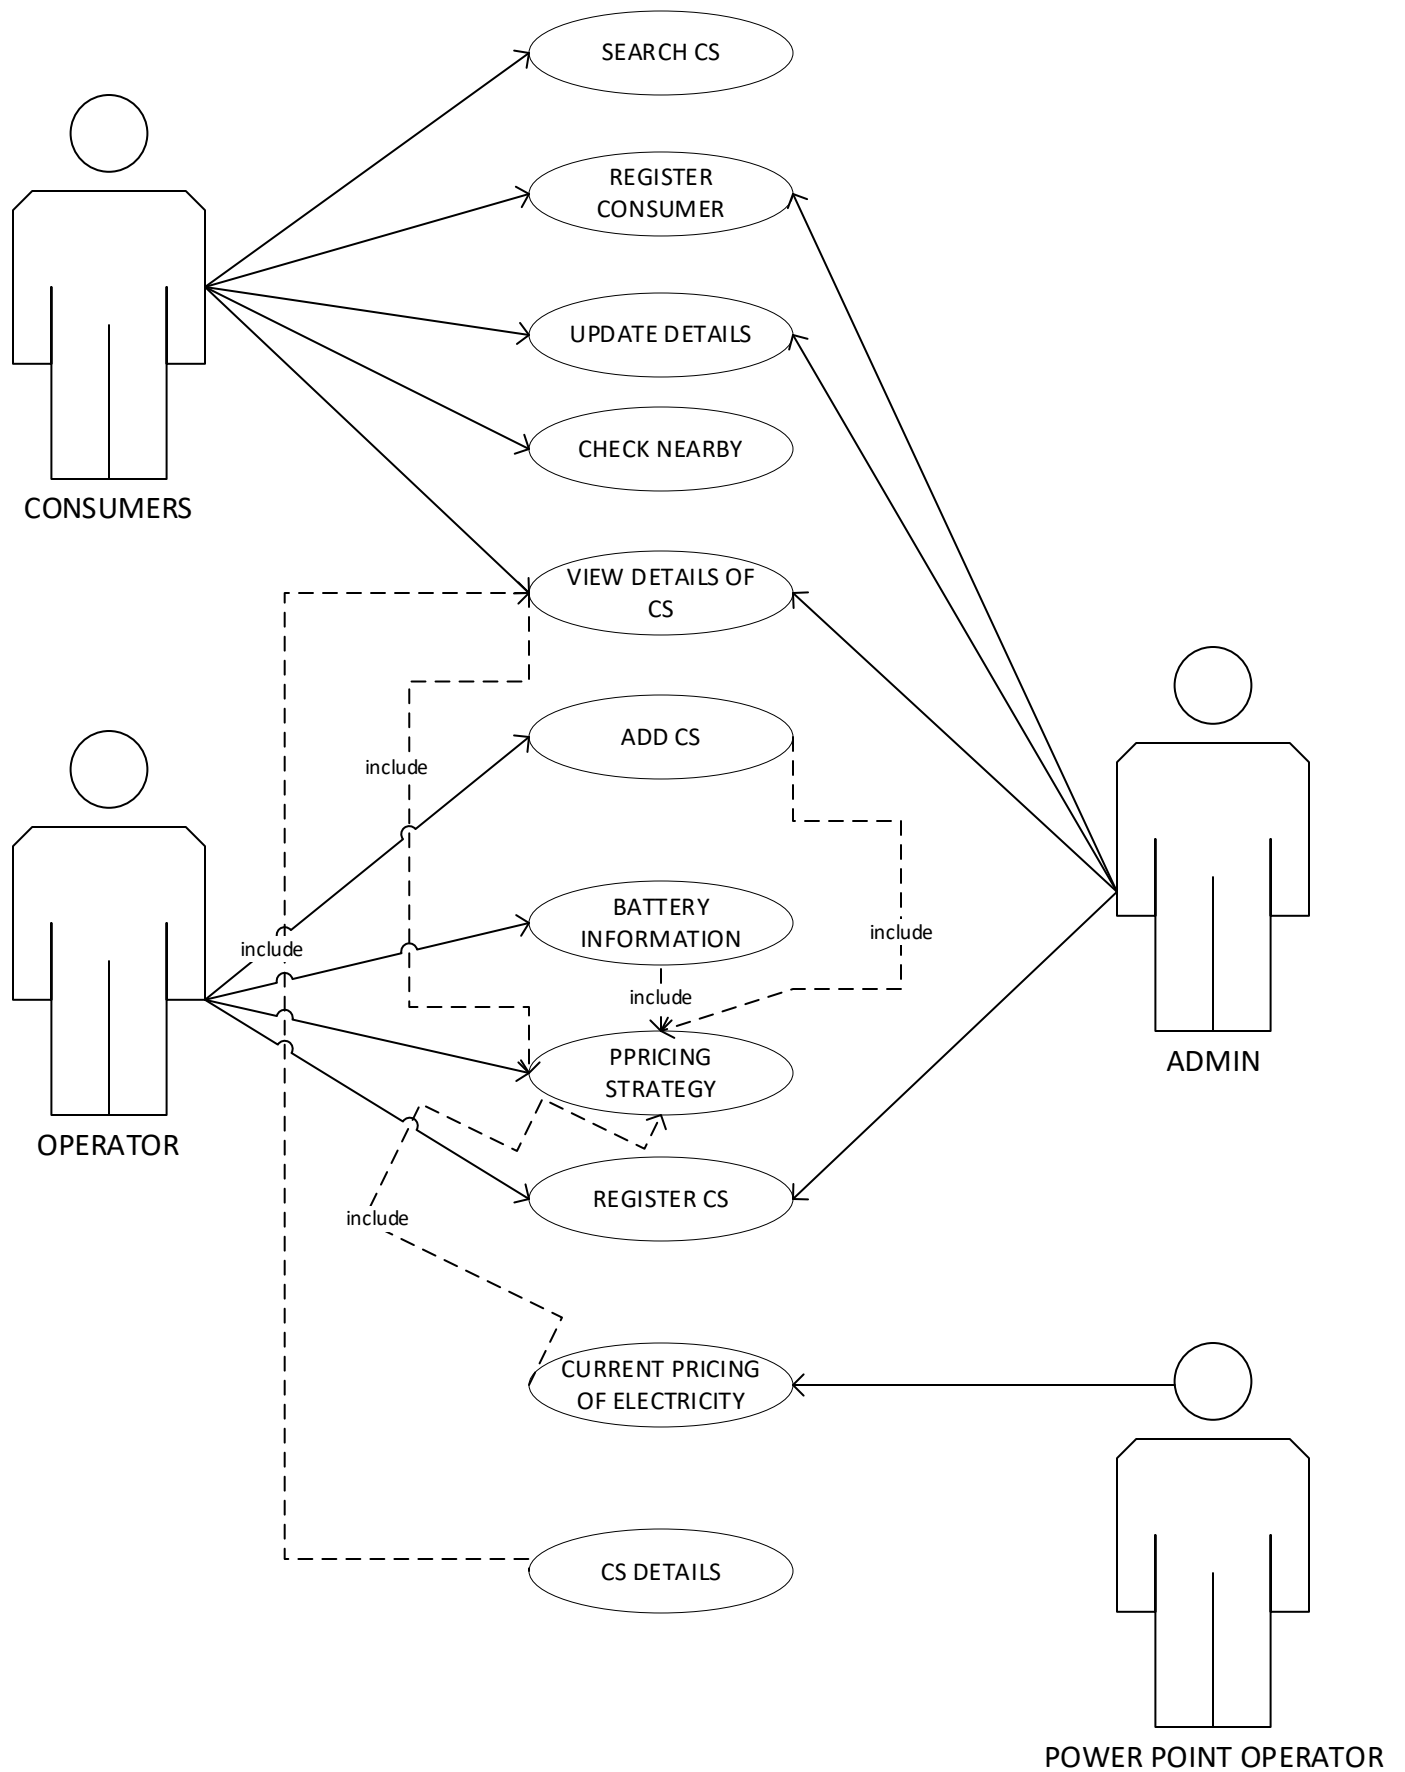 SEARCH CS
REGISTER
CONSUMER
UPDATE DETAILS
CHECK NEARBY
CONSUMERS
VIEW DETAILS OF
CS
ADD CS
include
BATTERY
INFORMATION
include
include
include
PPRICING
STRATEGY
ADMIN
OPERATOR
REGISTER CS
include
CURRENT PRICING
OF ELECTRICITY
CS DETAILS
POWER POINT OPERATOR